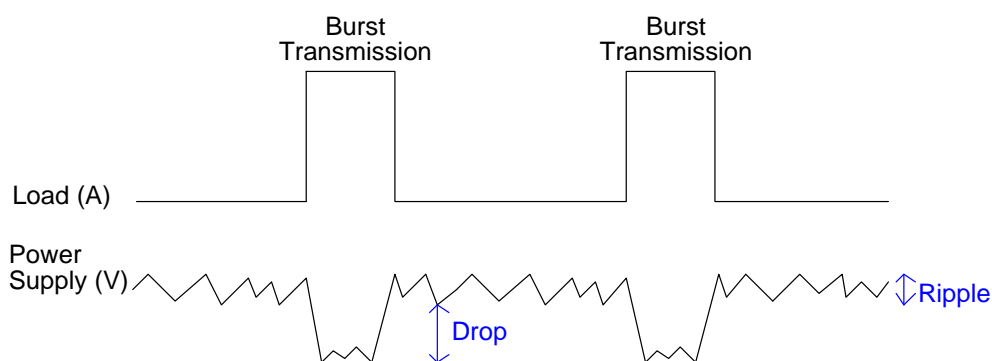 Burst
Transmission
Burst
Transmission
Load (A)
Power
Supply (V)
Ripple
Drop